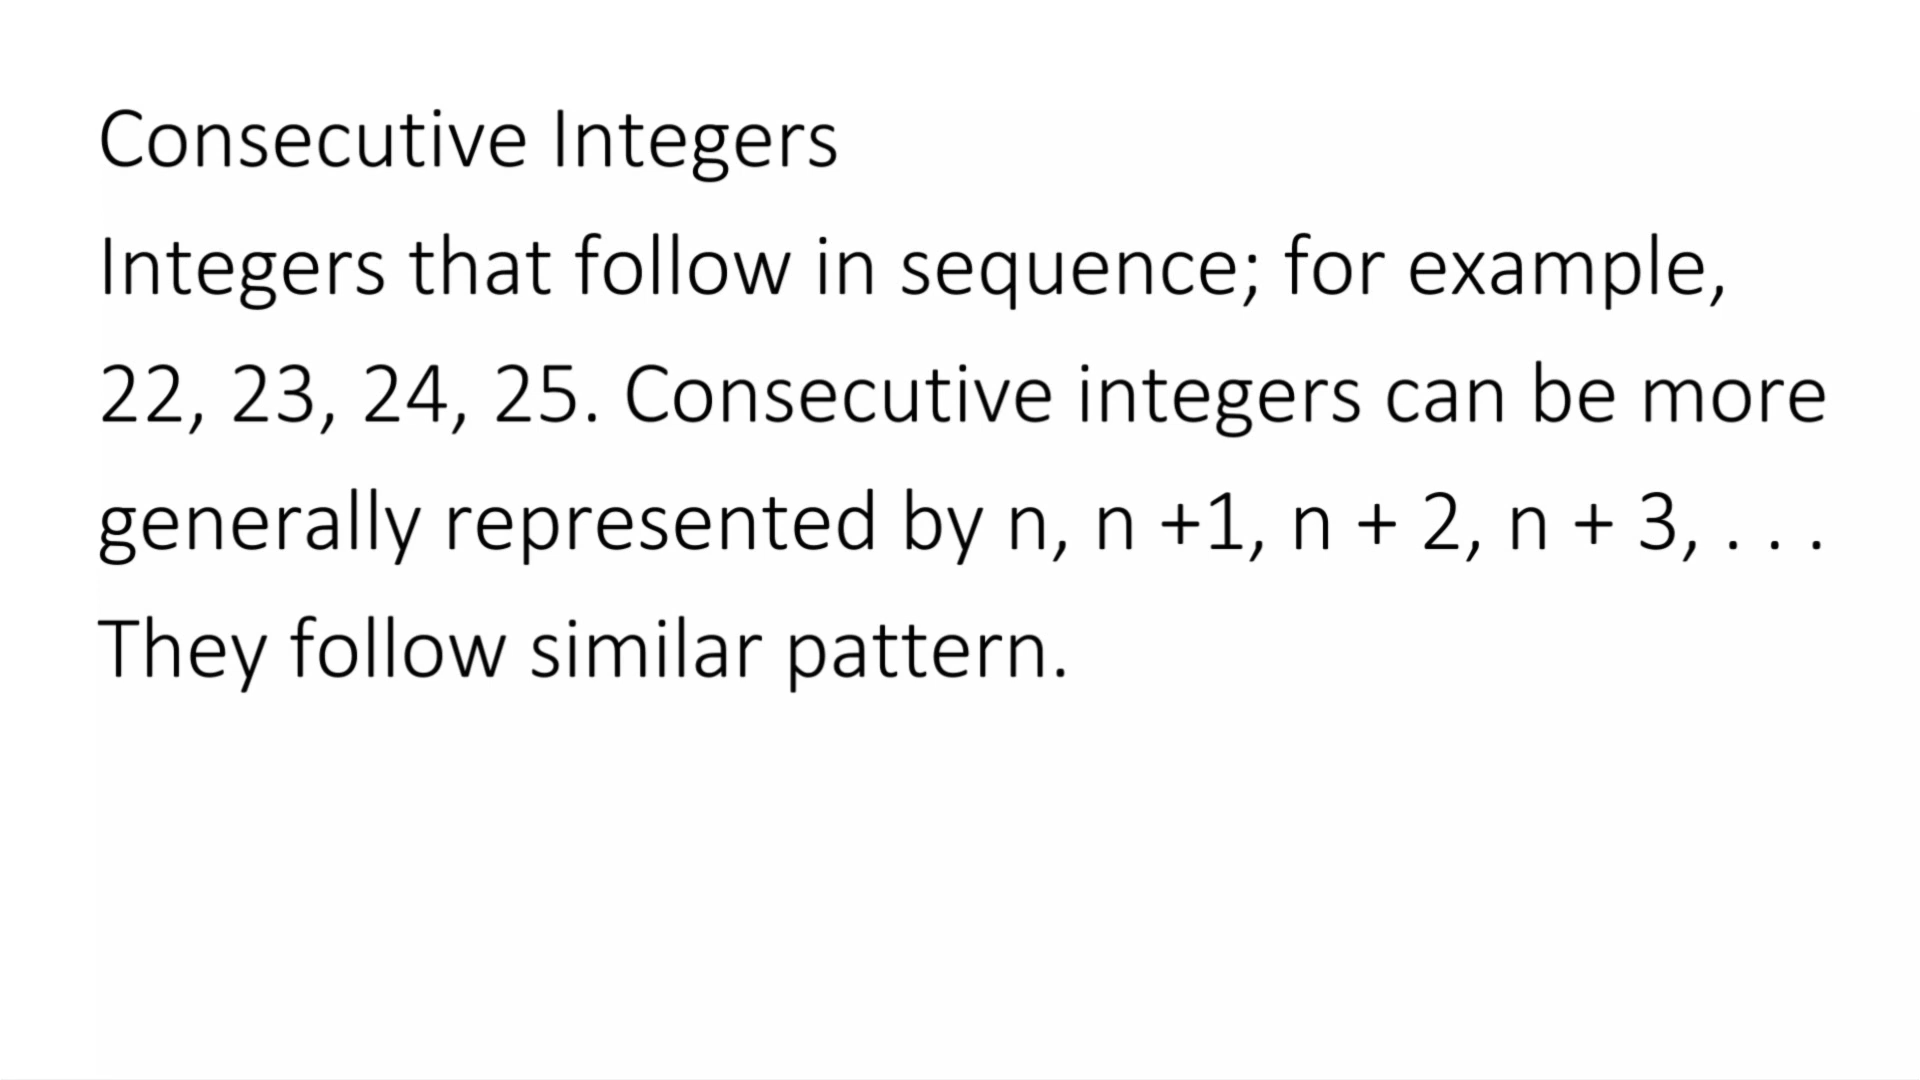 Consecutive Integers
Integers that follow in sequence; for example,
22, 23, 24, 25. Consecutive integers can be more
generally represented by n, n +1, n + 2, n + 3, . . .
They follow similar pattern.